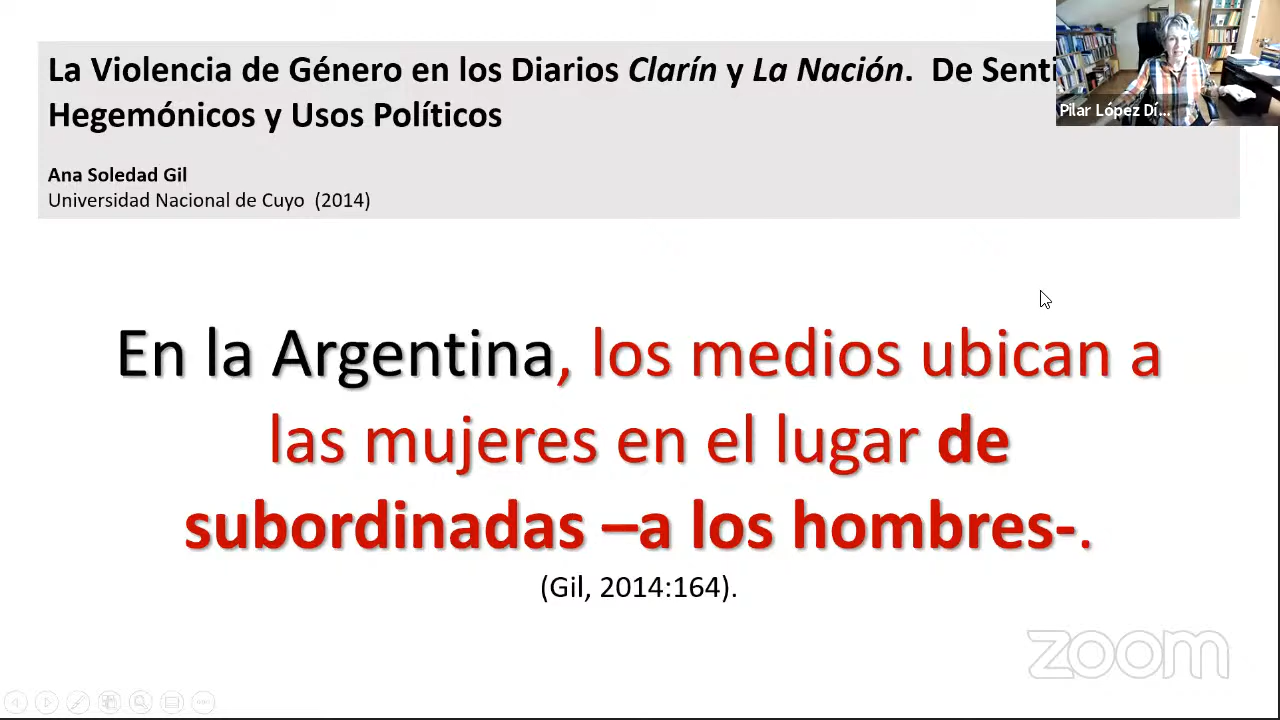 La Violencia de Género en los Diarios Clarín y La Nación. De Senti
Hegemónicos y Usos Políticos
Pilar López Dí...
Ana Soledad Gil
Universidad Nacional de Cuyo (2014)
En la Argentina, los medios ubican a
las mujeres en el lugar de
subordinadas –a los hombres-.
(Gil, 2014:164).
zoom